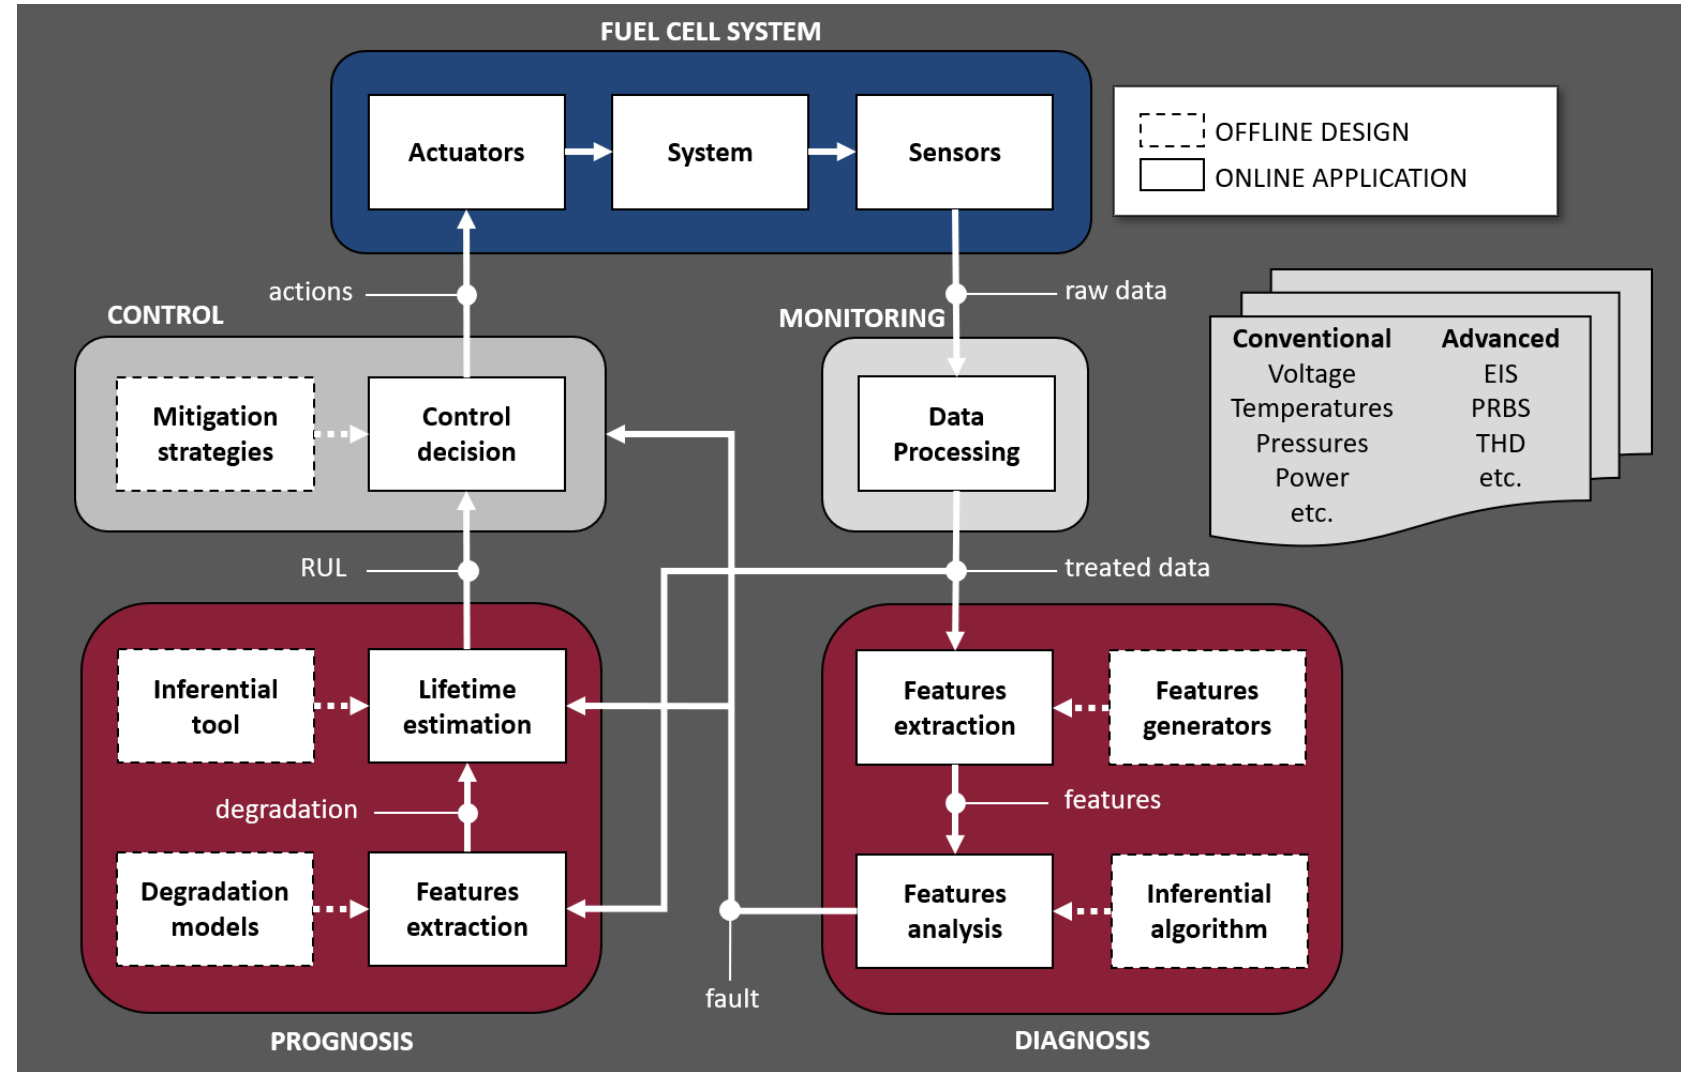 FUEL CELL SYSTEM
Actuators
System
Sensors
OFFLINE DESIGN
ONLINE APPLICATION
actions
raw data
CONTROL
MONITORING
Mitigation
strategies
Control
decision
Data
Processing
Conventional
Voltage
Temperatures
Pressures
Power
etc.
Advanced
EIS
PRBS
THD
etc.
RUL
treated data
Inferential
tool
Lifetime
estimation
Features
extraction
Features
generators
degradation
features
Degradation
models
Features
extraction
Features
analysis
Inferential
algorithm
fault
PROGNOSIS
DIAGNOSIS